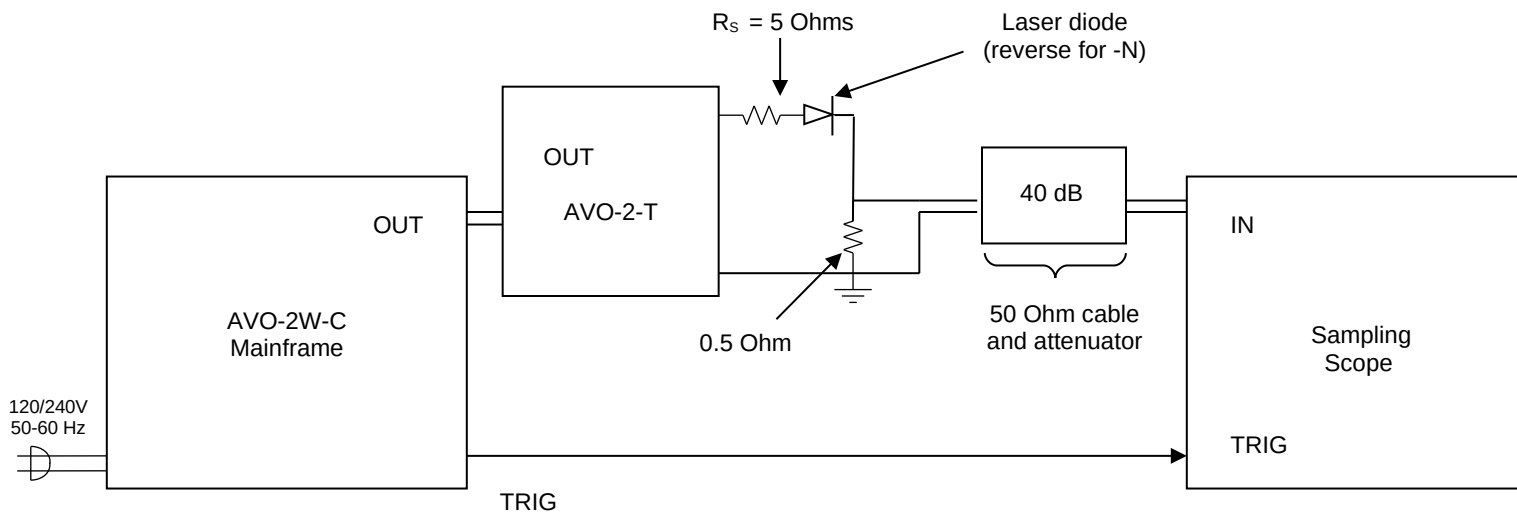 R_S = 5 Ohms
Laser diode
(reverse for -N)
OUT
AVO-2-T
40 dB
OUT
IN
AVO-2W-C
Mainframe
0.5 Ohm
50 Ohm cable
and attenuator
Sampling
Scope
120/240V
50-60 Hz
TRIG
TRIG